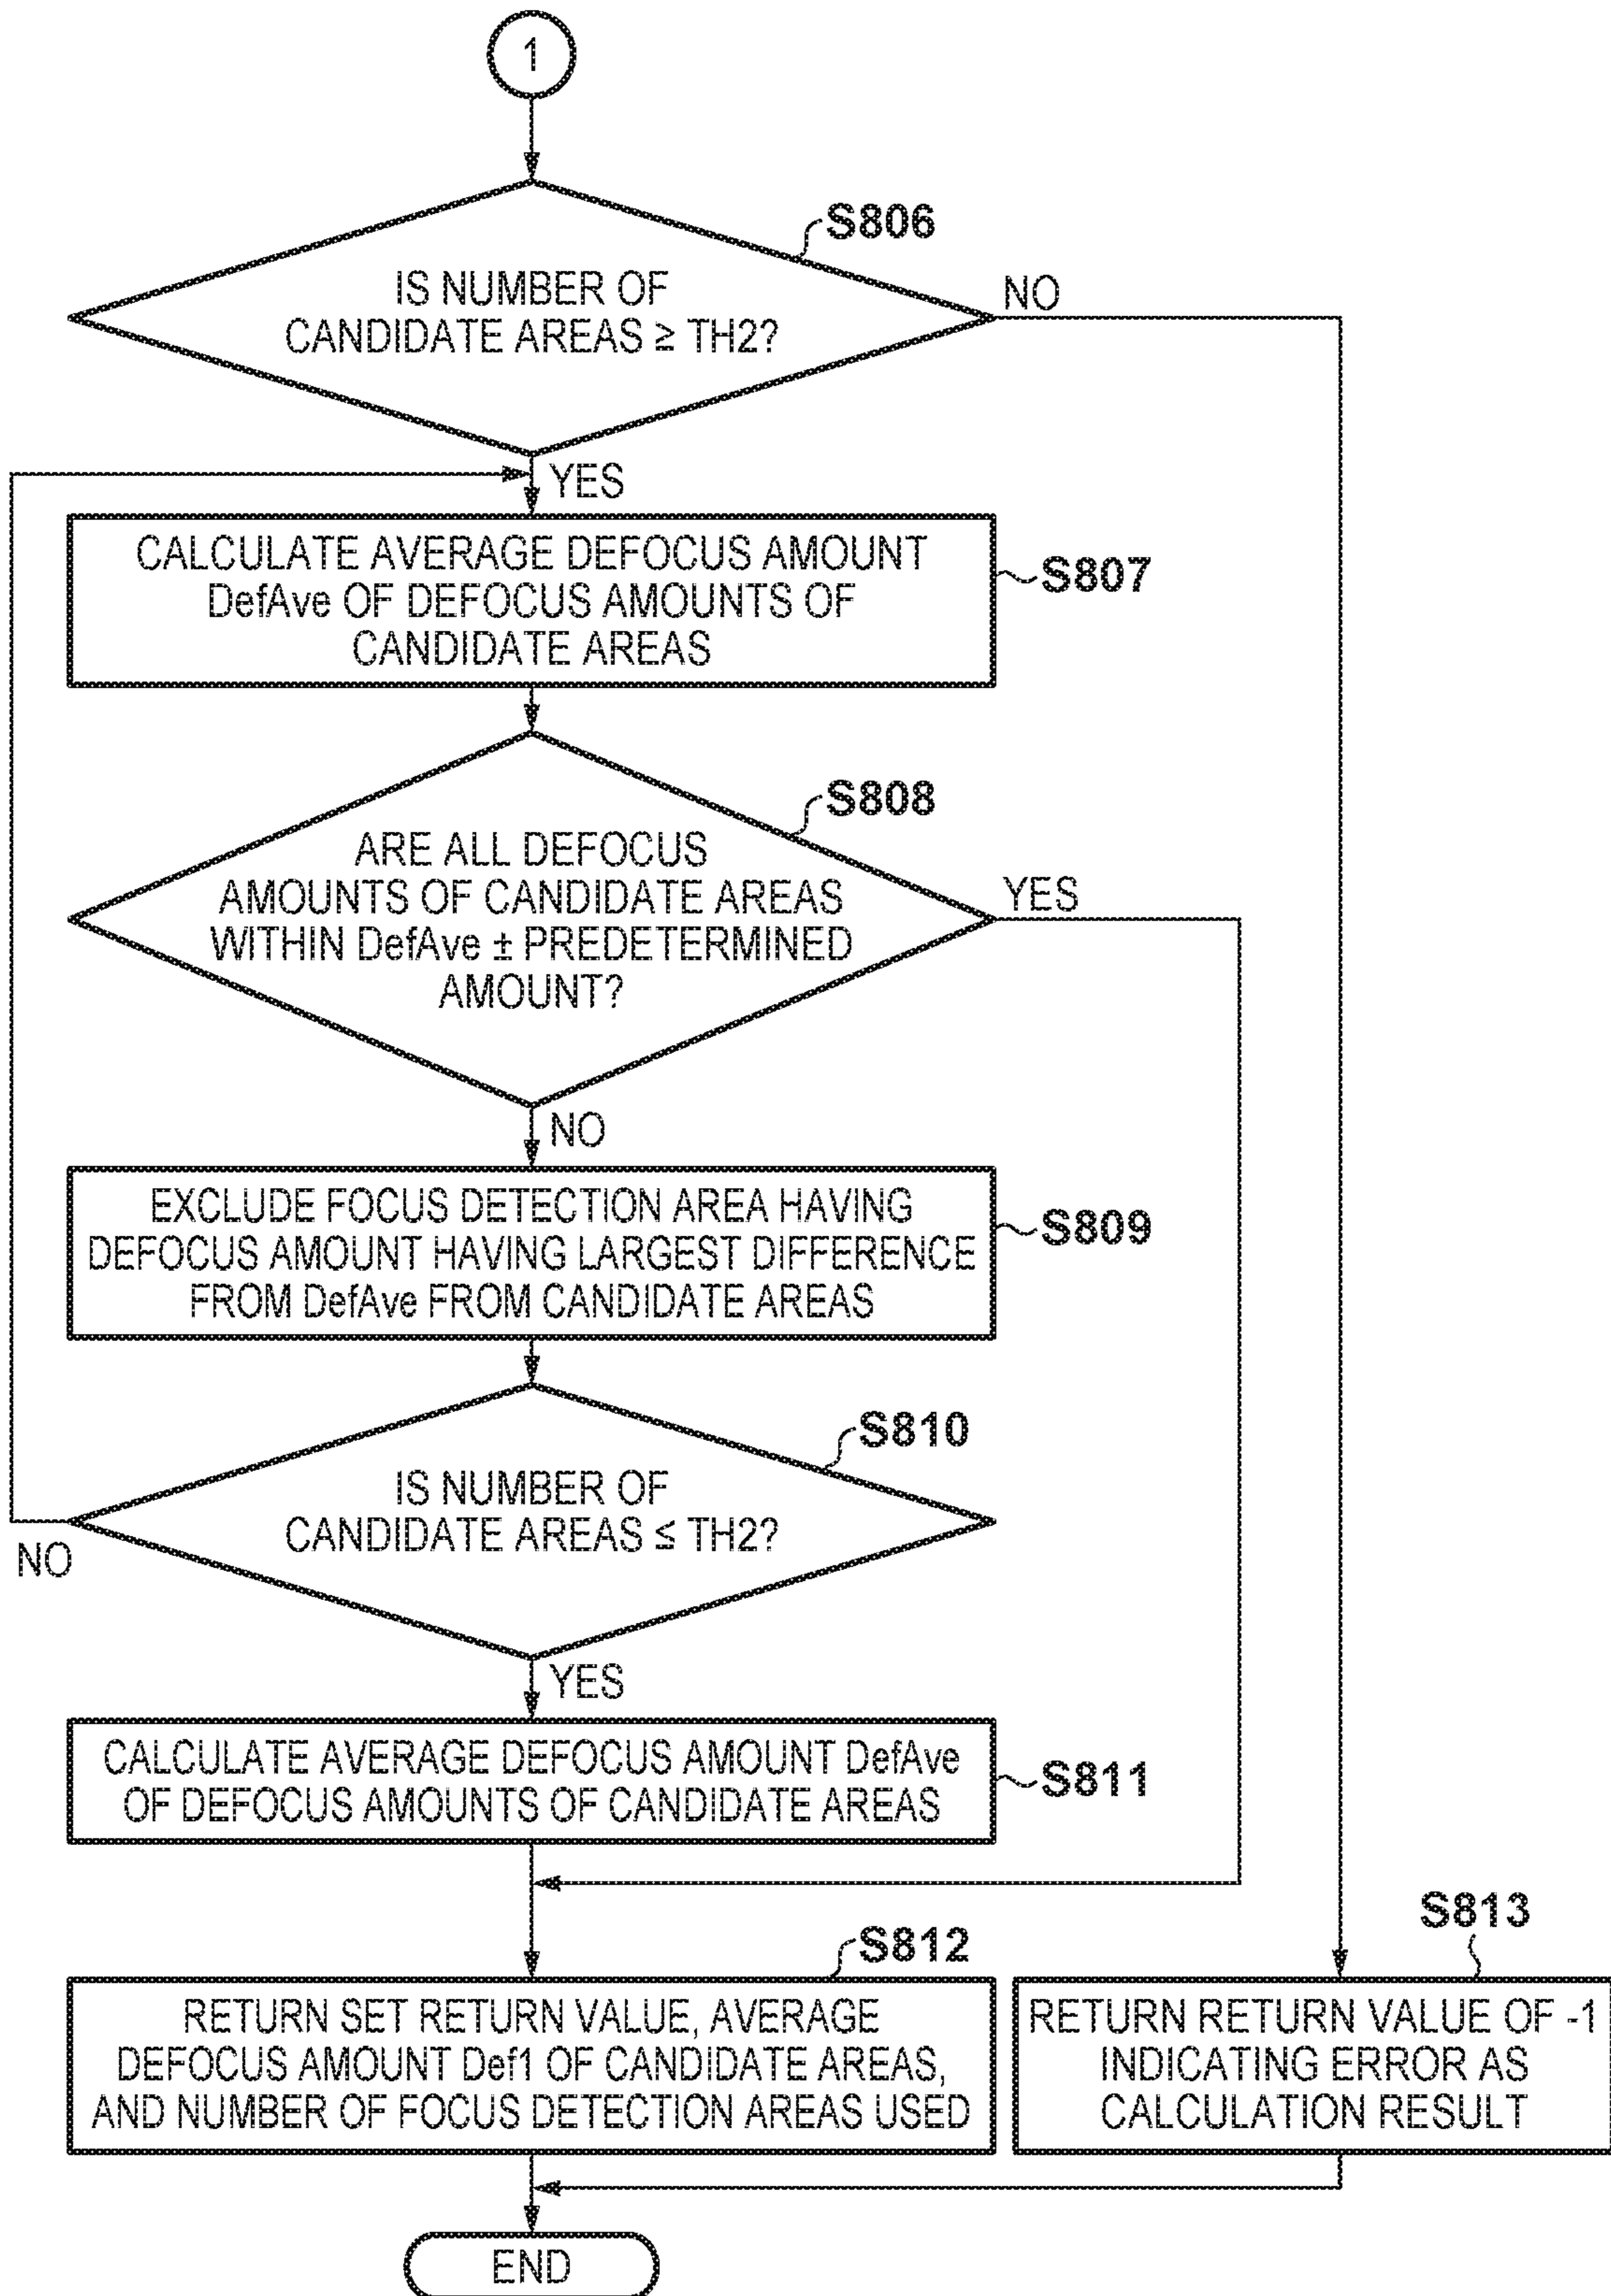 1
S806
IS NUMBER OF
CANDIDATE AREAS ≥ TH2?
NO
YES
CALCULATE AVERAGE DEFOCUS AMOUNT
DefAve OF DEFOCUS AMOUNTS OF
CANDIDATE AREAS
S807
S808
ARE ALL DEFOCUS
AMOUNTS OF CANDIDATE AREAS
WITHIN DefAve ± PREDETERMINED
AMOUNT?
YES
NO
EXCLUDE FOCUS DETECTION AREA HAVING
DEFOCUS AMOUNT HAVING LARGEST DIFFERENCE
FROM DefAve FROM CANDIDATE AREAS
S809
S810
IS NUMBER OF
CANDIDATE AREAS ≤ TH2?
NO
YES
CALCULATE AVERAGE DEFOCUS AMOUNT DefAve
OF DEFOCUS AMOUNTS OF CANDIDATE AREAS
S811
S812
RETURN SET RETURN VALUE, AVERAGE
DEFOCUS AMOUNT Def1 OF CANDIDATE AREAS,
AND NUMBER OF FOCUS DETECTION AREAS USED
S813
RETURN RETURN VALUE OF -1
INDICATING ERROR AS
CALCULATION RESULT
END